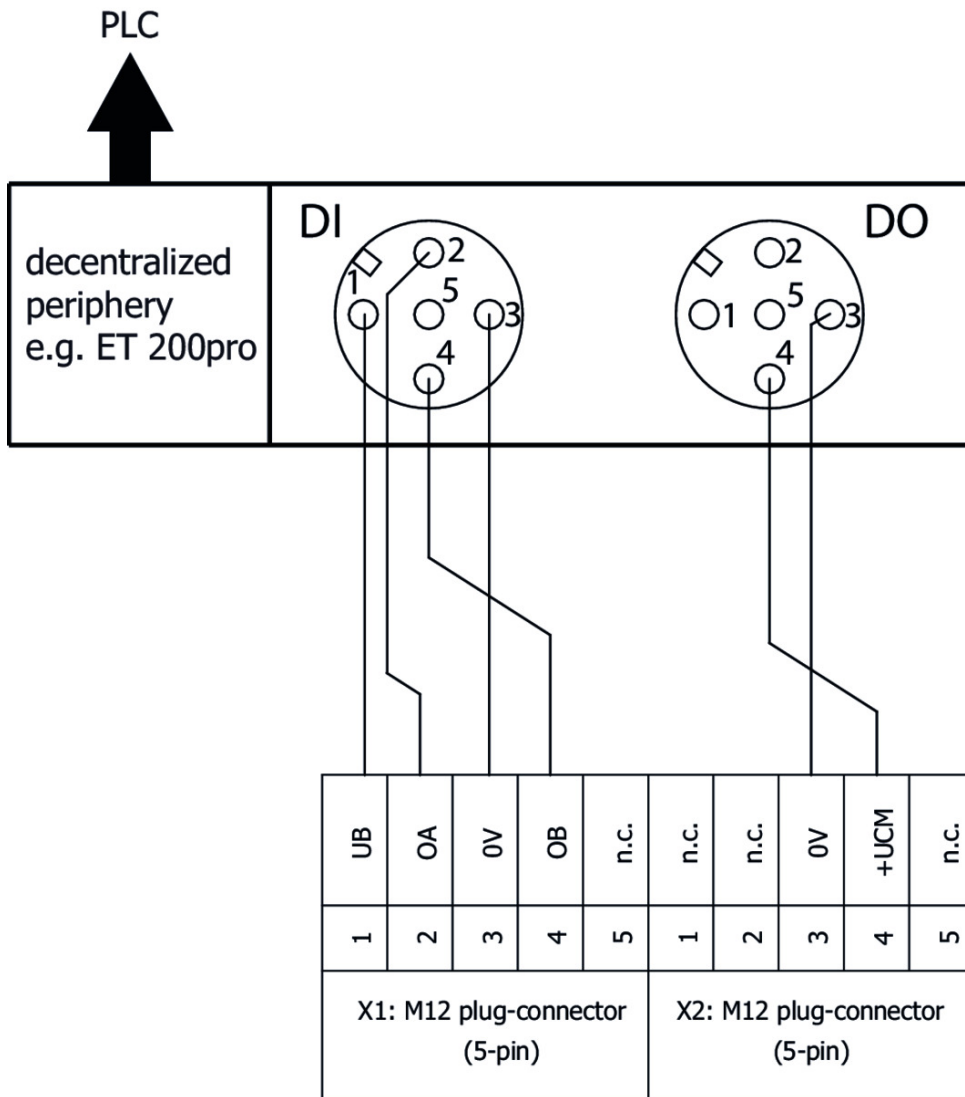 PLC
decentralized
periphery
e.g. ET 200pro
DI
1
2
5
3
4
DO
2
1
5
3
4
UB
OA
0V
OB
n.c.
n.c.
n.c.
0V
+UCM
n.c.
1
2
3
4
5
1
2
3
4
5
X1: M12 plug-connector
(5-pin)
X2: M12 plug-connector
(5-pin)